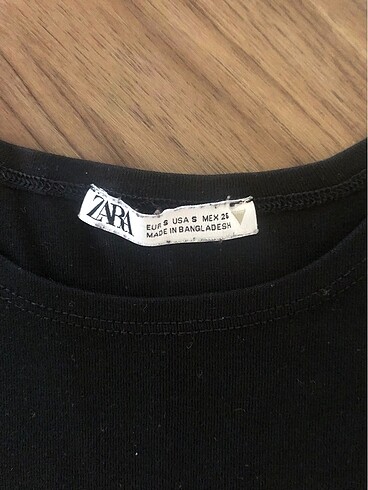 ZARA
EUR S USA S MEX 26
MADE IN BANGLADESH